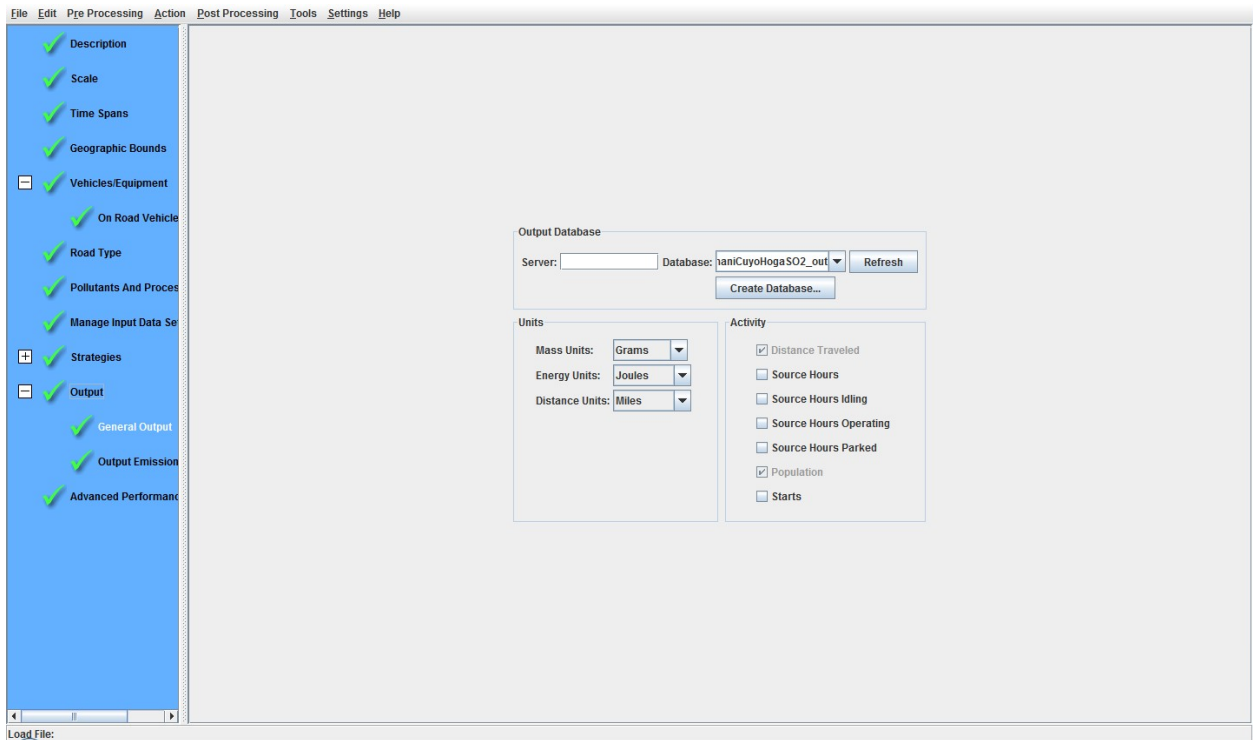 File Edit Pre Processing Action Post Processing Tools Settings Help
Description
Scale
Time Spans
Geographic Bounds
Vehicles/Equipment
On Road Vehicle
Road Type
Pollutants And Proces
Manage Input Data Se
Strategies
Output
General Output
Output Emission
Advanced Performanc
Output Database
Server: Database: naniCuyoHogaSO2_out Refresh
Create Database...
Units
Mass Units: Grams
Energy Units: Joules
Distance Units: Miles
Activity
Distance Traveled
Source Hours
Source Hours Idling
Source Hours Operating
Source Hours Parked
Population
Starts
Load File: